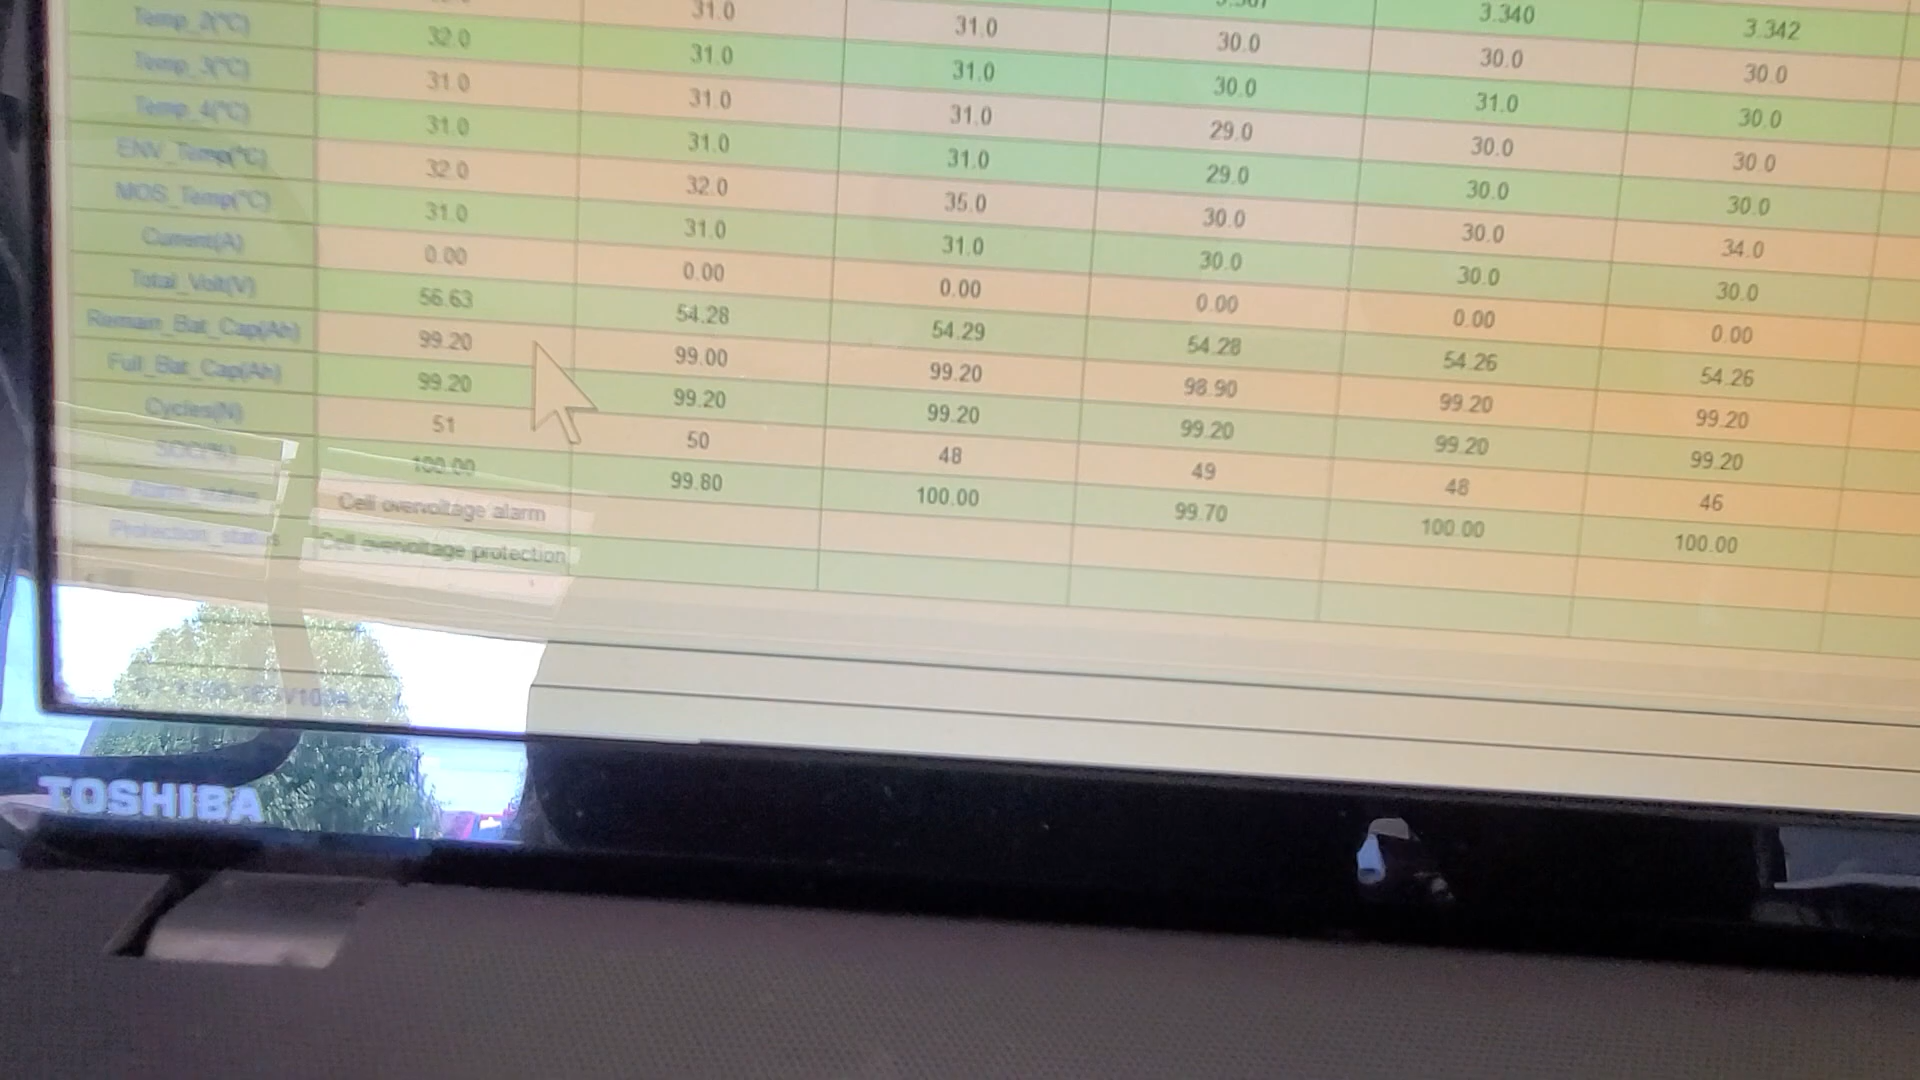 31.0 3.340 3.342
Temp_2(°C) 32.0 31.0 31.0 30.0 30.0 30.0
Temp_3(°C) 31.0 31.0 31.0 30.0 31.0 30.0
Temp_4(°C) 31.0 31.0 31.0 29.0 30.0 30.0
ENV_Temp(°C) 32.0 32.0 31.0 29.0 30.0 30.0
MOS_Temp(°C) 31.0 31.0 35.0 30.0 30.0 34.0
Current(A) 0.00 0.00 31.0 30.0 30.0 30.0
Total_Volt(V) 56.63 54.28 0.00 0.00 0.00 0.00
Remain_Bat_Cap(Ah) 99.20 99.00 54.29 54.28 54.26 54.26
Full_Bat_Cap(Ah) 99.20 99.20 99.20 98.90 99.20 99.20
Cycles(N) 51 50 99.20 99.20 99.20 99.20
SOC(%) 100.00 99.80 48 49 48 46
Alarm_status Cell overvoltage alarm 100.00 99.70 100.00 100.00
Protection_status Cell overvoltage protection
TOSHIBA